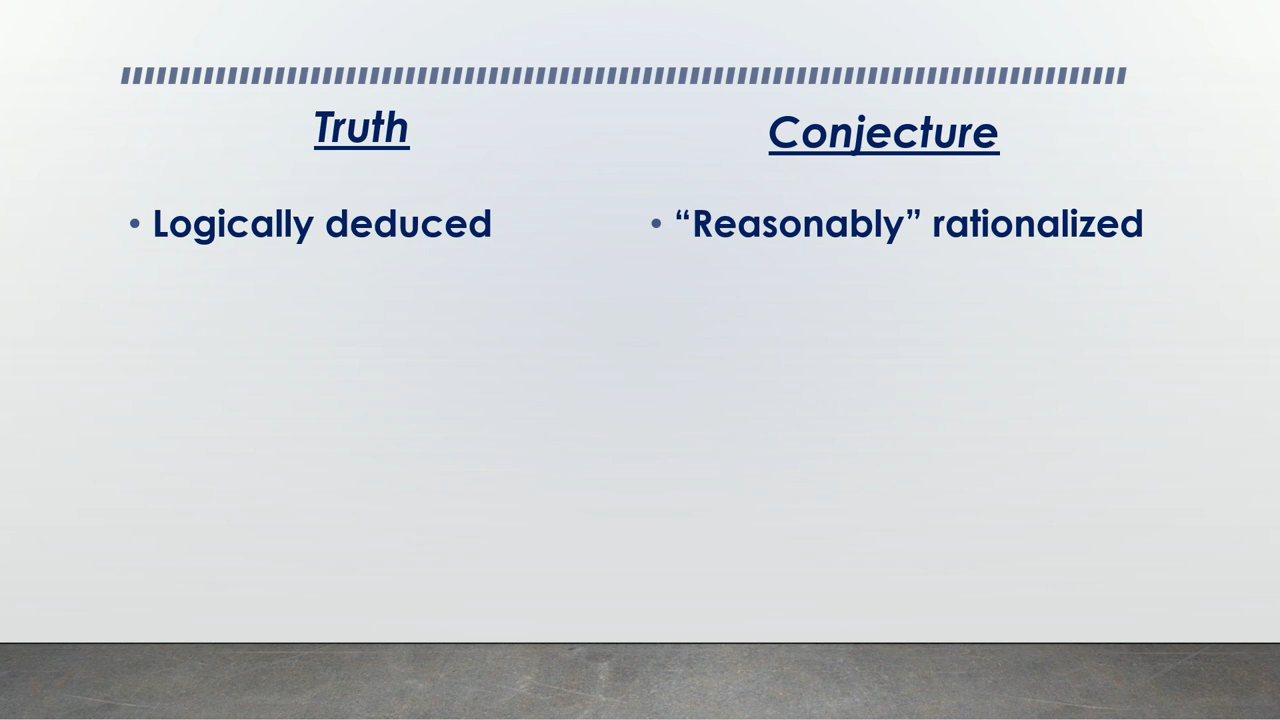 Truth
Conjecture
• Logically deduced
• “Reasonably” rationalized